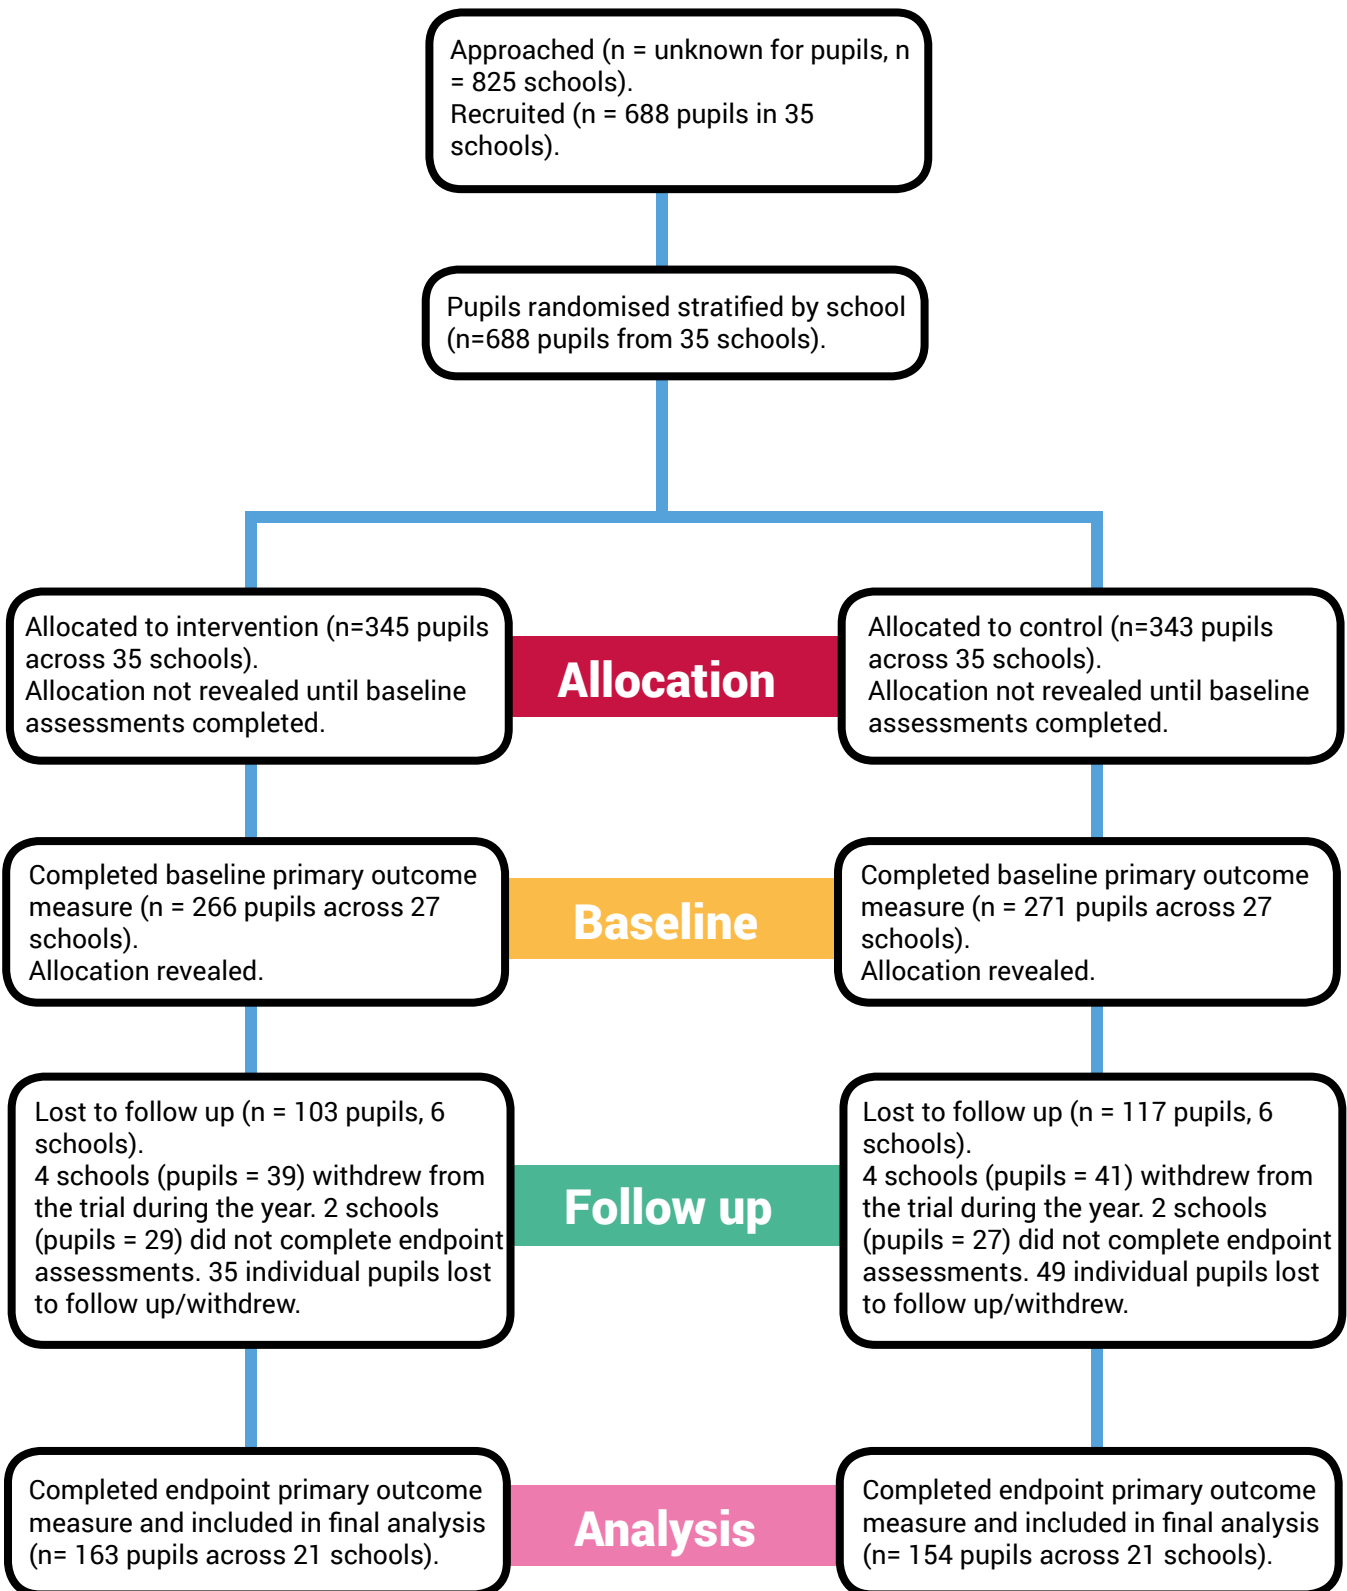 Approached (n = unknown for pupils, n
= 825 schools).
Recruited (n = 688 pupils in 35
schools).
Pupils randomised stratified by school
(n=688 pupils from 35 schools).
Allocated to intervention (n=345 pupils
across 35 schools).
Allocation not revealed until baseline
assessments completed.
Allocation
Allocated to control (n=343 pupils
across 35 schools).
Allocation not revealed until baseline
assessments completed.
Completed baseline primary outcome
measure (n = 266 pupils across 27
schools).
Allocation revealed.
Baseline
Completed baseline primary outcome
measure (n = 271 pupils across 27
schools).
Allocation revealed.
Lost to follow up (n = 103 pupils, 6
schools).
4 schools (pupils = 39) withdrew from
the trial during the year. 2 schools
(pupils = 29) did not complete endpoint
assessments. 35 individual pupils lost
to follow up/withdrew.
Follow up
Lost to follow up (n = 117 pupils, 6
schools).
4 schools (pupils = 41) withdrew from
the trial during the year. 2 schools
(pupils = 27) did not complete endpoint
assessments. 49 individual pupils lost
to follow up/withdrew.
Completed endpoint primary outcome
measure and included in final analysis
(n= 163 pupils across 21 schools).
Analysis
Completed endpoint primary outcome
measure and included in final analysis
(n= 154 pupils across 21 schools).